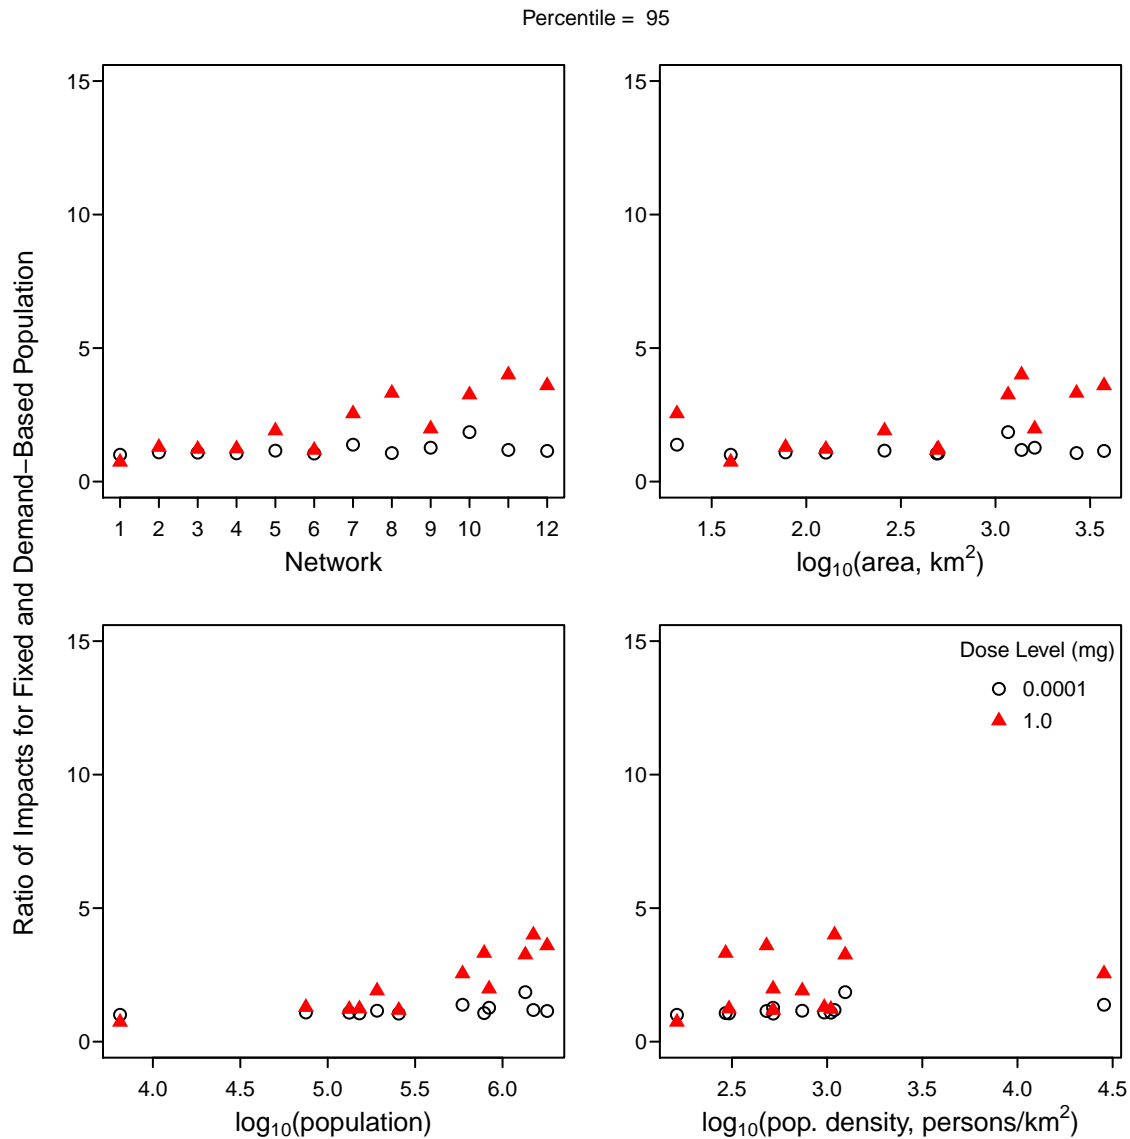 Percentile = 95
Ratio of Impacts for Fixed and Demand−Based Population
15
10
5
0
1 2 3 4 5 6 7 8 9 10 12
Network
15
10
5
0
1.5 2.0 2.5 3.0 3.5
log10(area, km2)
15
10
5
0
4.0 4.5 5.0 5.5 6.0
log10(population)
Dose Level (mg)
0.0001
1.0
15
10
5
0
2.5 3.0 3.5 4.0 4.5
log10(pop. density, persons/km2)